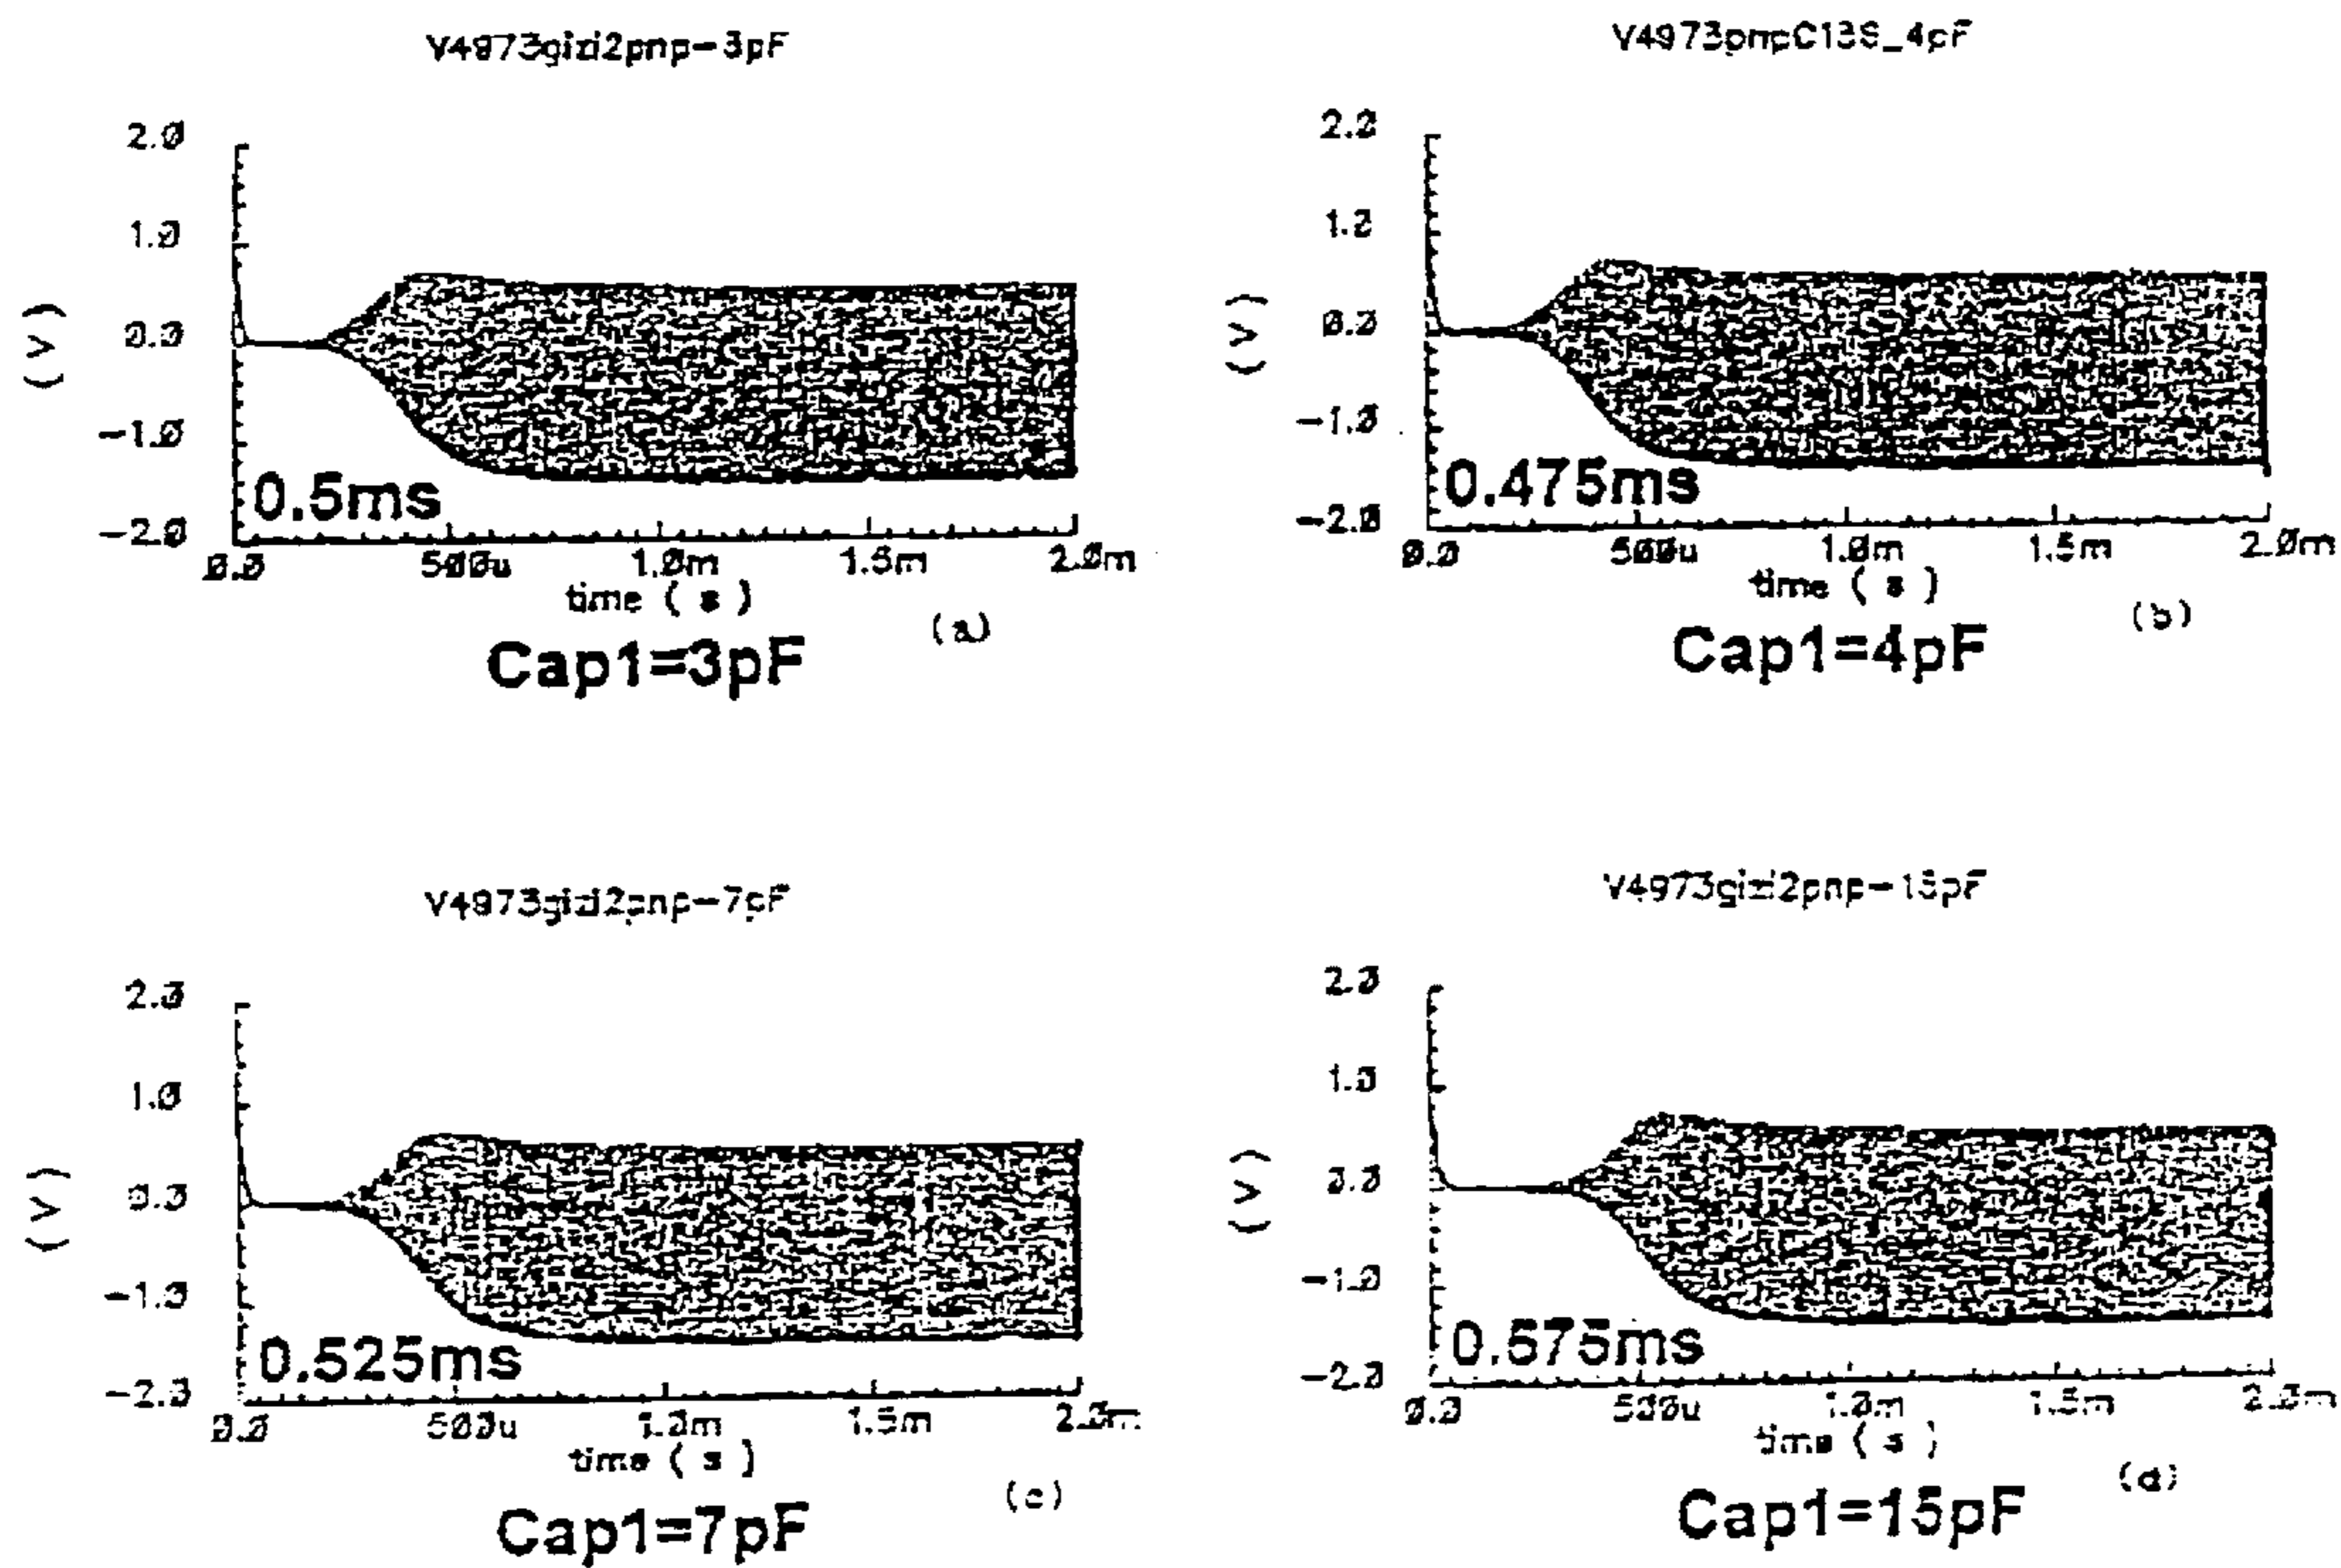 V4973gizi2pnp-3pF
2.0
1.0
0.0
-1.0
-2.0
(V)
0.5ms
0.0 500u 1.0m 1.5m 2.0m
time ( s )
(a)
Cap1=3pF
V4973pnpC13S_4pF
2.0
1.0
0.0
-1.0
-2.0
(V)
0.475ms
0.0 500u 1.0m 1.5m 2.0m
time ( s )
(b)
Cap1=4pF
V4973gizi2pnp-7pF
2.0
1.0
0.0
-1.0
-2.0
(V)
0.525ms
0.0 500u 1.0m 1.5m 2.0m
time ( s )
(c)
Cap1=7pF
V4973gizi2pnp-15pF
2.0
1.0
0.0
-1.0
-2.0
(V)
0.575ms
0.0 500u 1.0m 1.5m 2.0m
time ( s )
(d)
Cap1=15pF